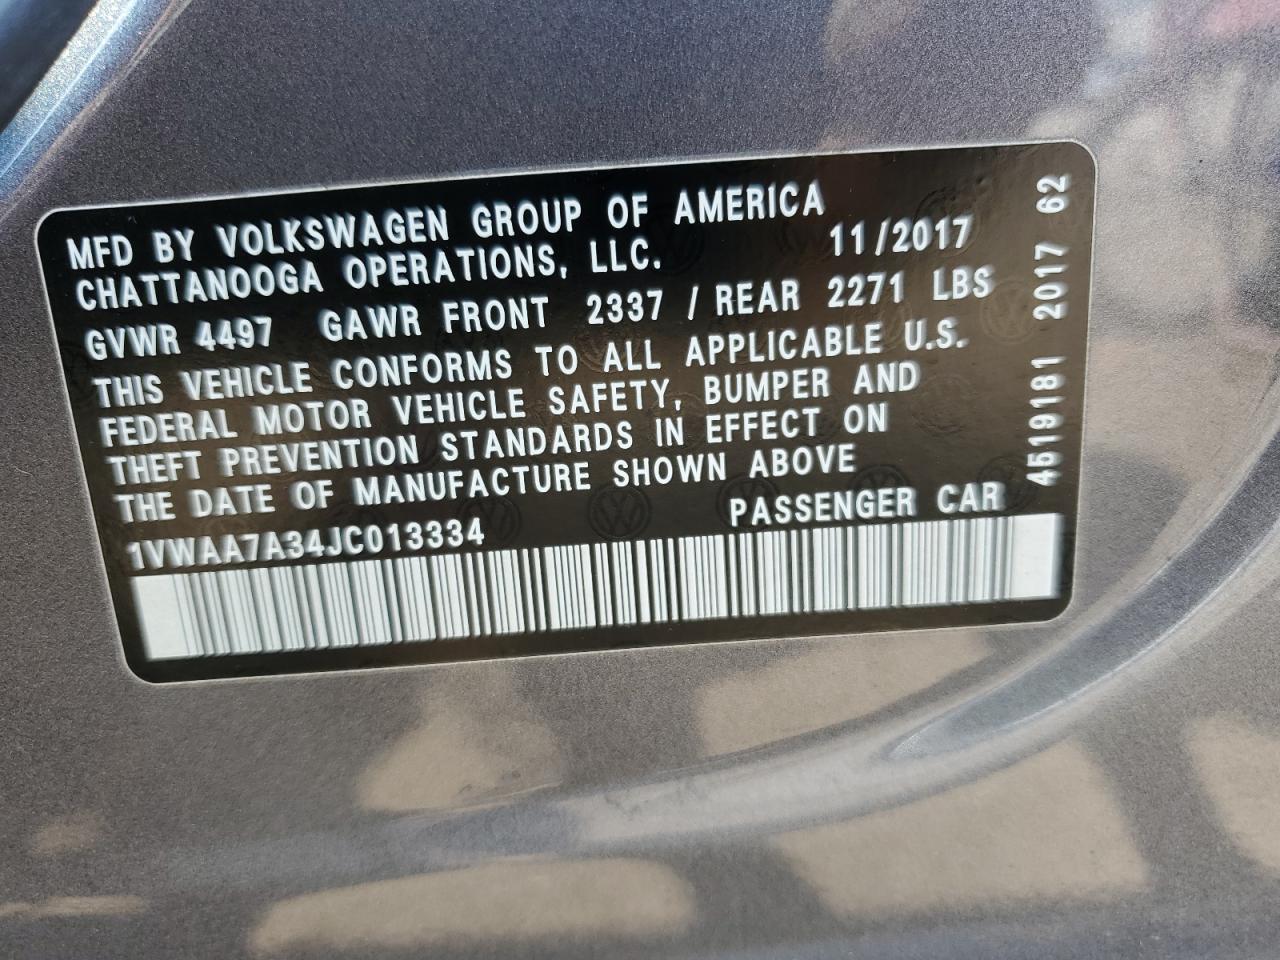 MFD BY VOLKSWAGEN GROUP OF AMERICA
CHATTANOOGA OPERATIONS, LLC. 11/2017
GVWR 4497 GAWR FRONT 2337 / REAR 2271 LBS
THIS VEHICLE CONFORMS TO ALL APPLICABLE U.S.
FEDERAL MOTOR VEHICLE SAFETY, BUMPER AND
THEFT PREVENTION STANDARDS IN EFFECT ON
THE DATE OF MANUFACTURE SHOWN ABOVE
1VWAA7A34JC013334 PASSENGER CAR
4519181 2017 62